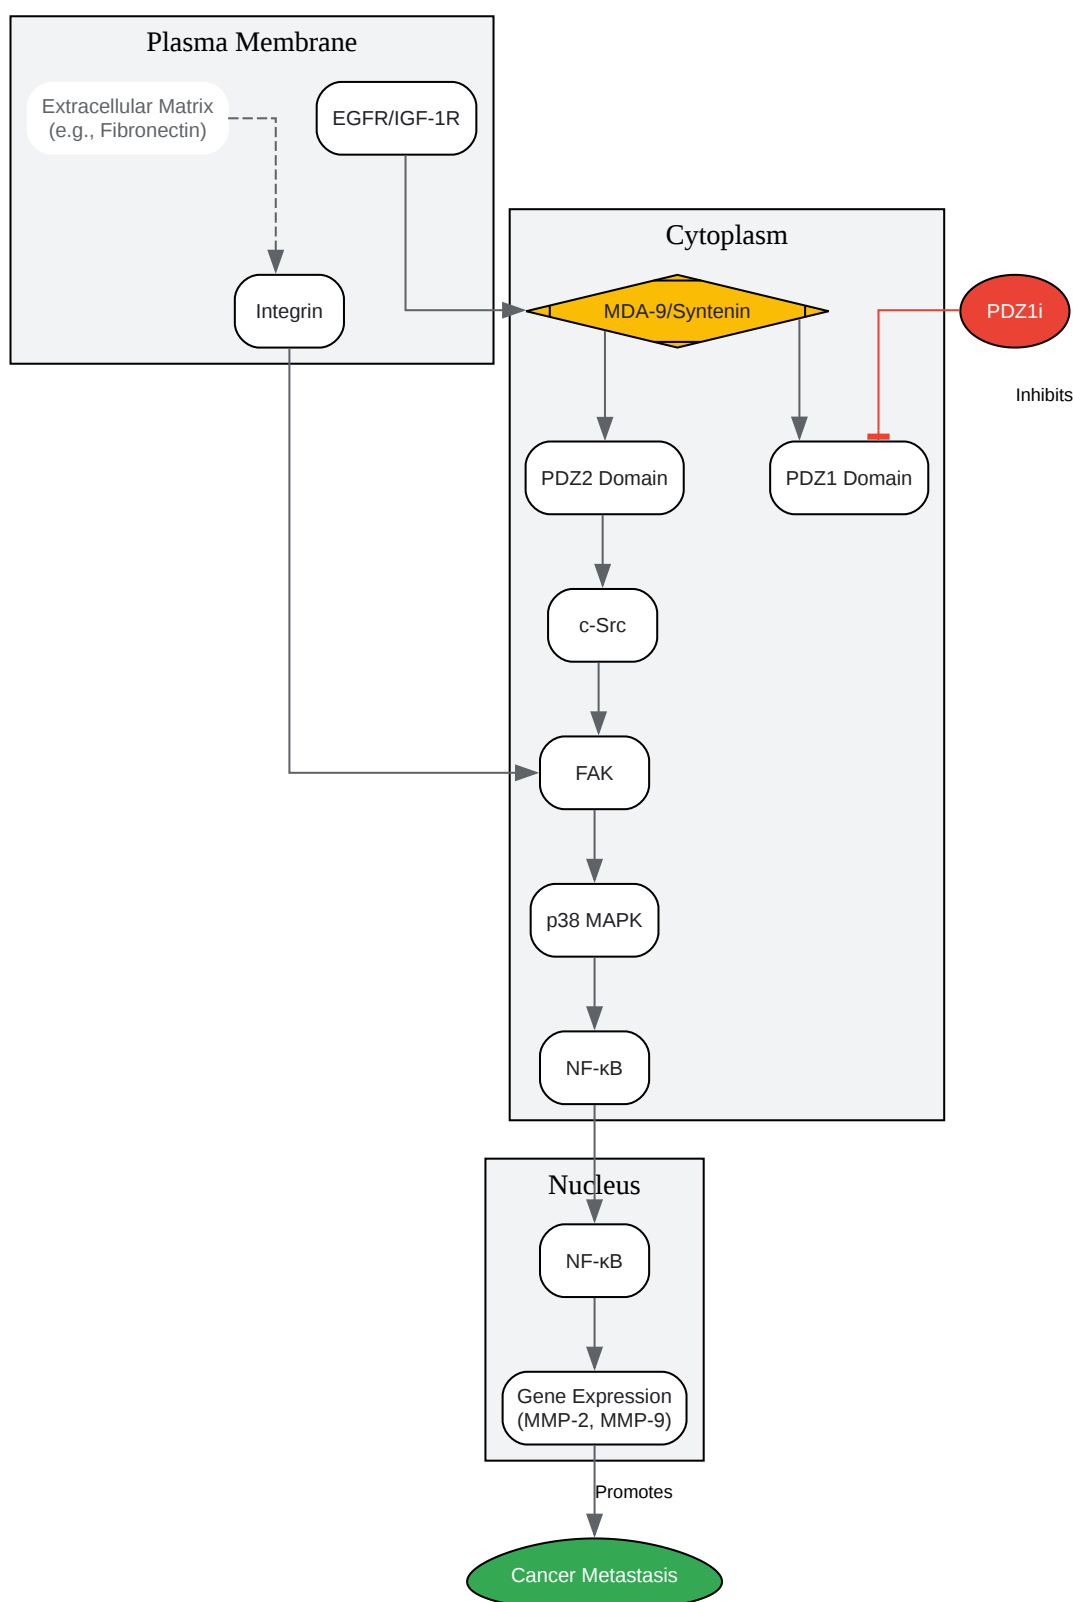 Plasma Membrane
Extracellular Matrix
(e.g., Fibronectin)
EGFR/IGF-1R
Integrin
Cytoplasm
MDA-9/Syntenin
PDZ1i
Inhibits
PDZ2 Domain
PDZ1 Domain
c-Src
FAK
p38 MAPK
NF-κB
Nucleus
NF-κB
Gene Expression
(MMP-2, MMP-9)
Promotes
Cancer Metastasis